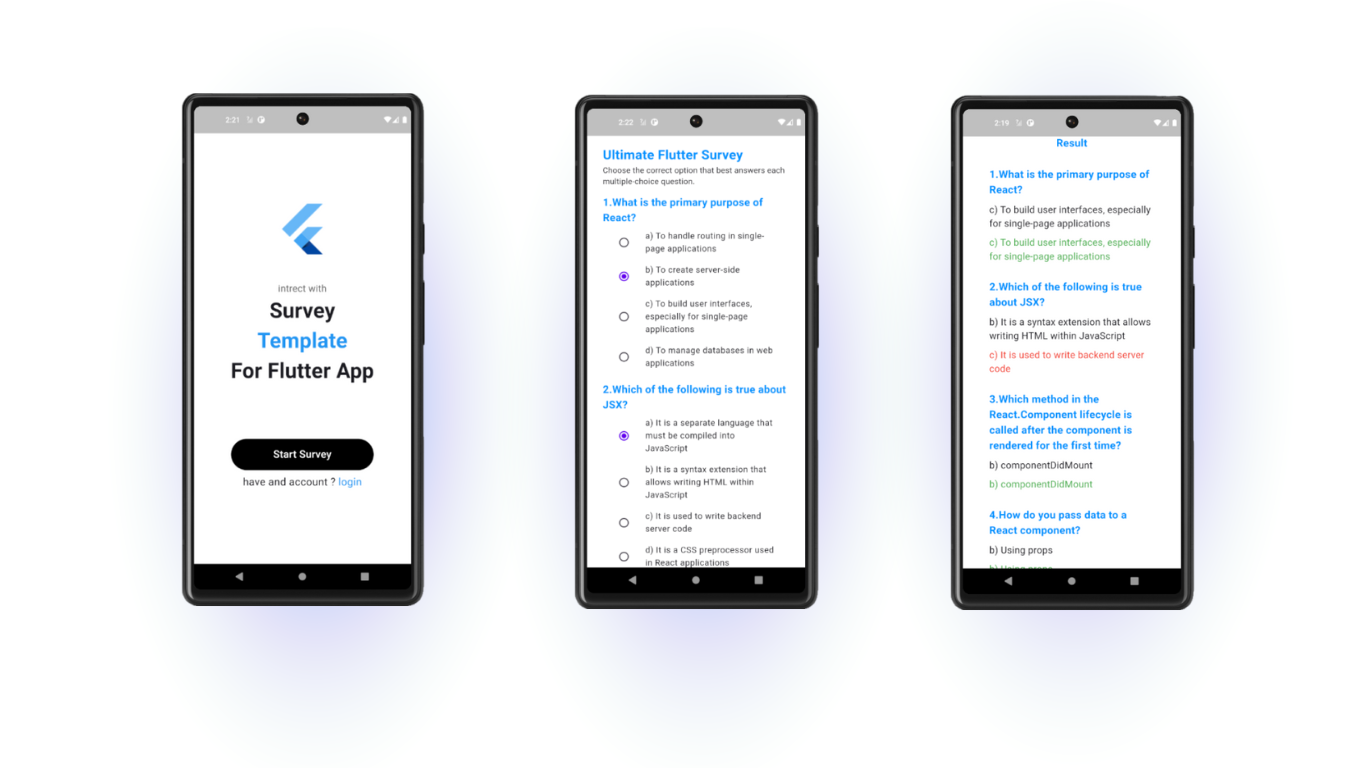 2:21
intrect with
Survey
Template
For Flutter App
Start Survey
have and account ? login
2:22
Ultimate Flutter Survey
Choose the correct option that best answers each
multiple-choice question.
1.What is the primary purpose of
React?
a) To handle routing in single-
page applications
b) To create server-side
applications
c) To build user interfaces,
especially for single-page
applications
d) To manage databases in web
applications
2.Which of the following is true about
JSX?
a) It is a separate language that
must be compiled into
JavaScript
b) It is a syntax extension that
allows writing HTML within
JavaScript
c) It is used to write backend
server code
d) It is a CSS preprocessor used
in React applications
2:19
Result
1.What is the primary purpose of
React?
c) To build user interfaces, especially
for single-page applications
c) To build user interfaces, especially
for single-page applications
2.Which of the following is true
about JSX?
b) It is a syntax extension that allows
writing HTML within JavaScript
c) It is used to write backend server
code
3.Which method in the
React.Component lifecycle is
called after the component is
rendered for the first time?
b) componentDidMount
b) componentDidMount
4.How do you pass data to a
React component?
b) Using props
b) Using props